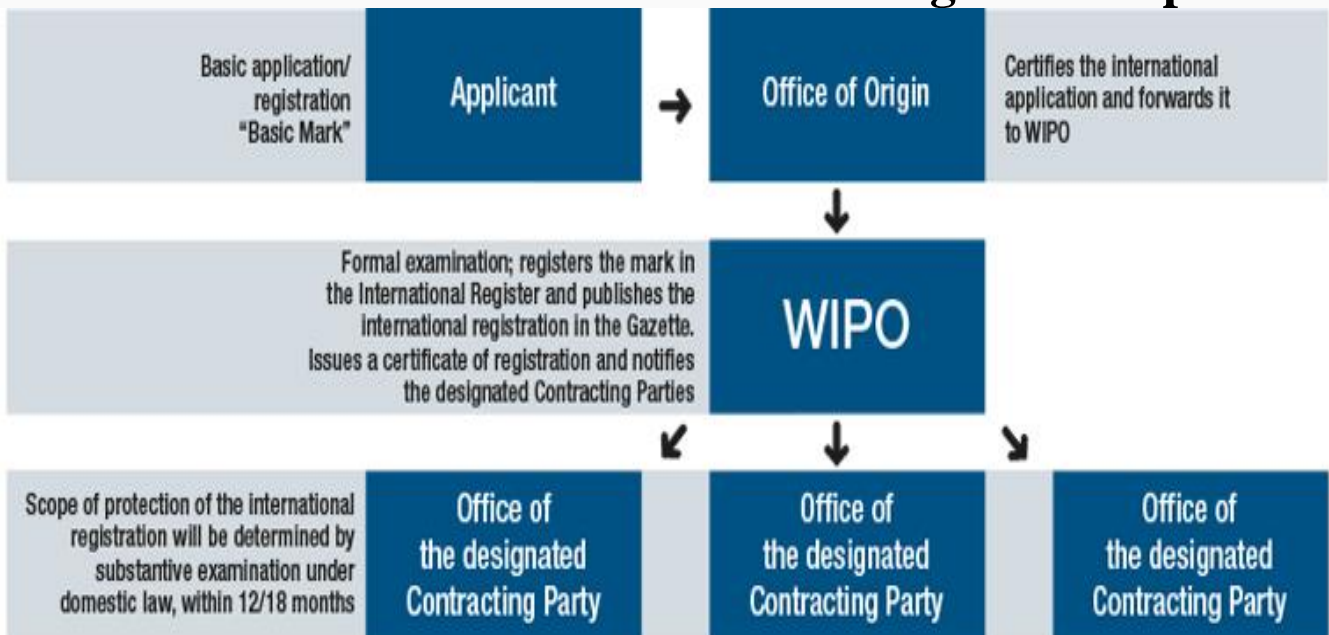 Basic application/
registration
“Basic Mark”
Applicant
Office of Origin
Certifies the international
application and forwards it
to WIPO
Formal examination; registers the mark in
the International Register and publishes the
international registration in the Gazette.
Issues a certificate of registration and notifies
the designated Contracting Parties
WIPO
Scope of protection of the international
registration will be determined by
substantive examination under
domestic law, within 12/18 months
Office of
the designated
Contracting Party
Office of
the designated
Contracting Party
Office of
the designated
Contracting Party